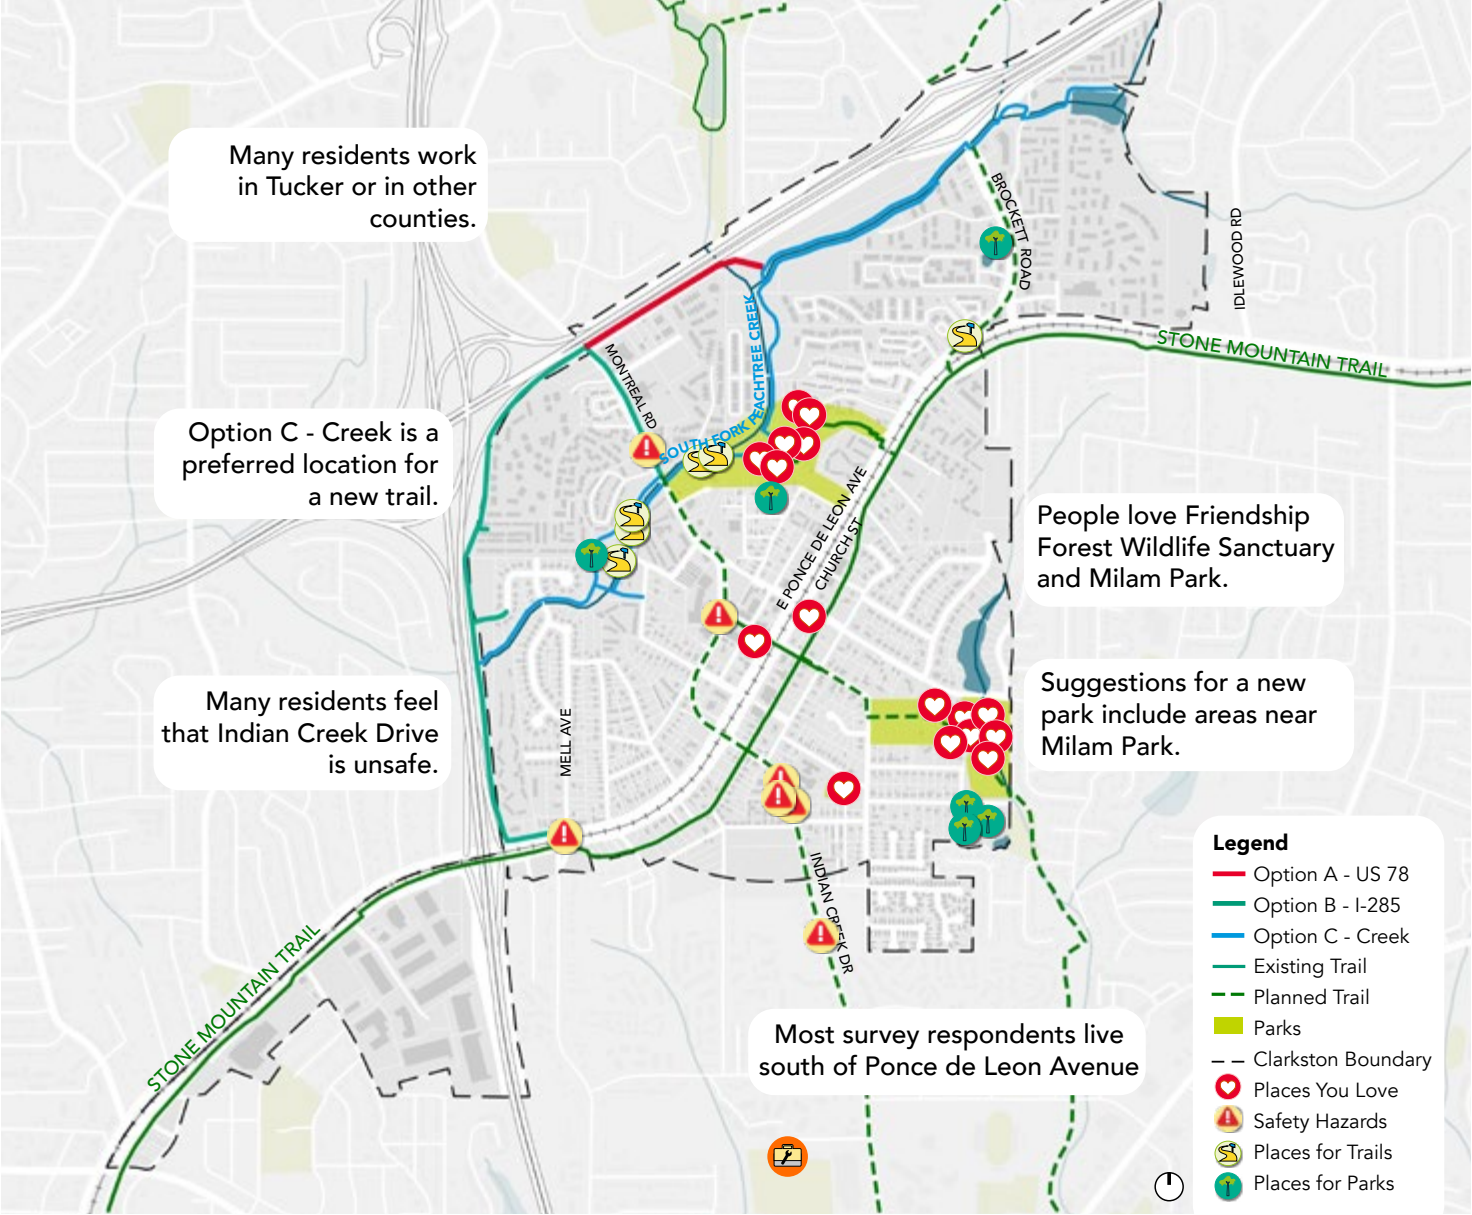 Many residents work
in Tucker or in other
counties.
BROCKETT ROAD
IDLEWOOD RD
STONE MOUNTAIN TRAIL
MONTREAL RD
SOUTH FORK PEACHTREE CREEK
Option C - Creek is a
preferred location for
a new trail.
E PONCE DE LEON AVE
CHURCH ST
People love Friendship
Forest Wildlife Sanctuary
and Milam Park.
Many residents feel
that Indian Creek Drive
is unsafe.
MELL AVE
Suggestions for a new
park include areas near
Milam Park.
INDIAN CREEK DR
STONE MOUNTAIN TRAIL
Most survey respondents live
south of Ponce de Leon Avenue
Legend
Option A - US 78
Option B - I-285
Option C - Creek
Existing Trail
Planned Trail
Parks
Clarkston Boundary
Places You Love
Safety Hazards
Places for Trails
Places for Parks